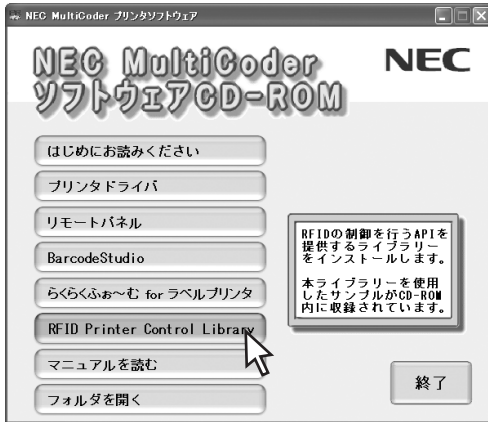 NEC MultiCoder プリンタソフトウェア
NEC MultiCoder
ソフトウェアCD-ROM
NEC
はじめにお読みください
プリンタドライバ
リモートパネル
BarcodeStudio
らくらくふぉ～む for ラベルプリンタ
RFID Printer Control Library
マニュアルを読む
フォルダを開く
RFIDの制御を行うAPIを
提供するライブラリー
をインストールします。
本ライブラリーを使用
したサンプルがCD-ROM
内に収録されています。
終了